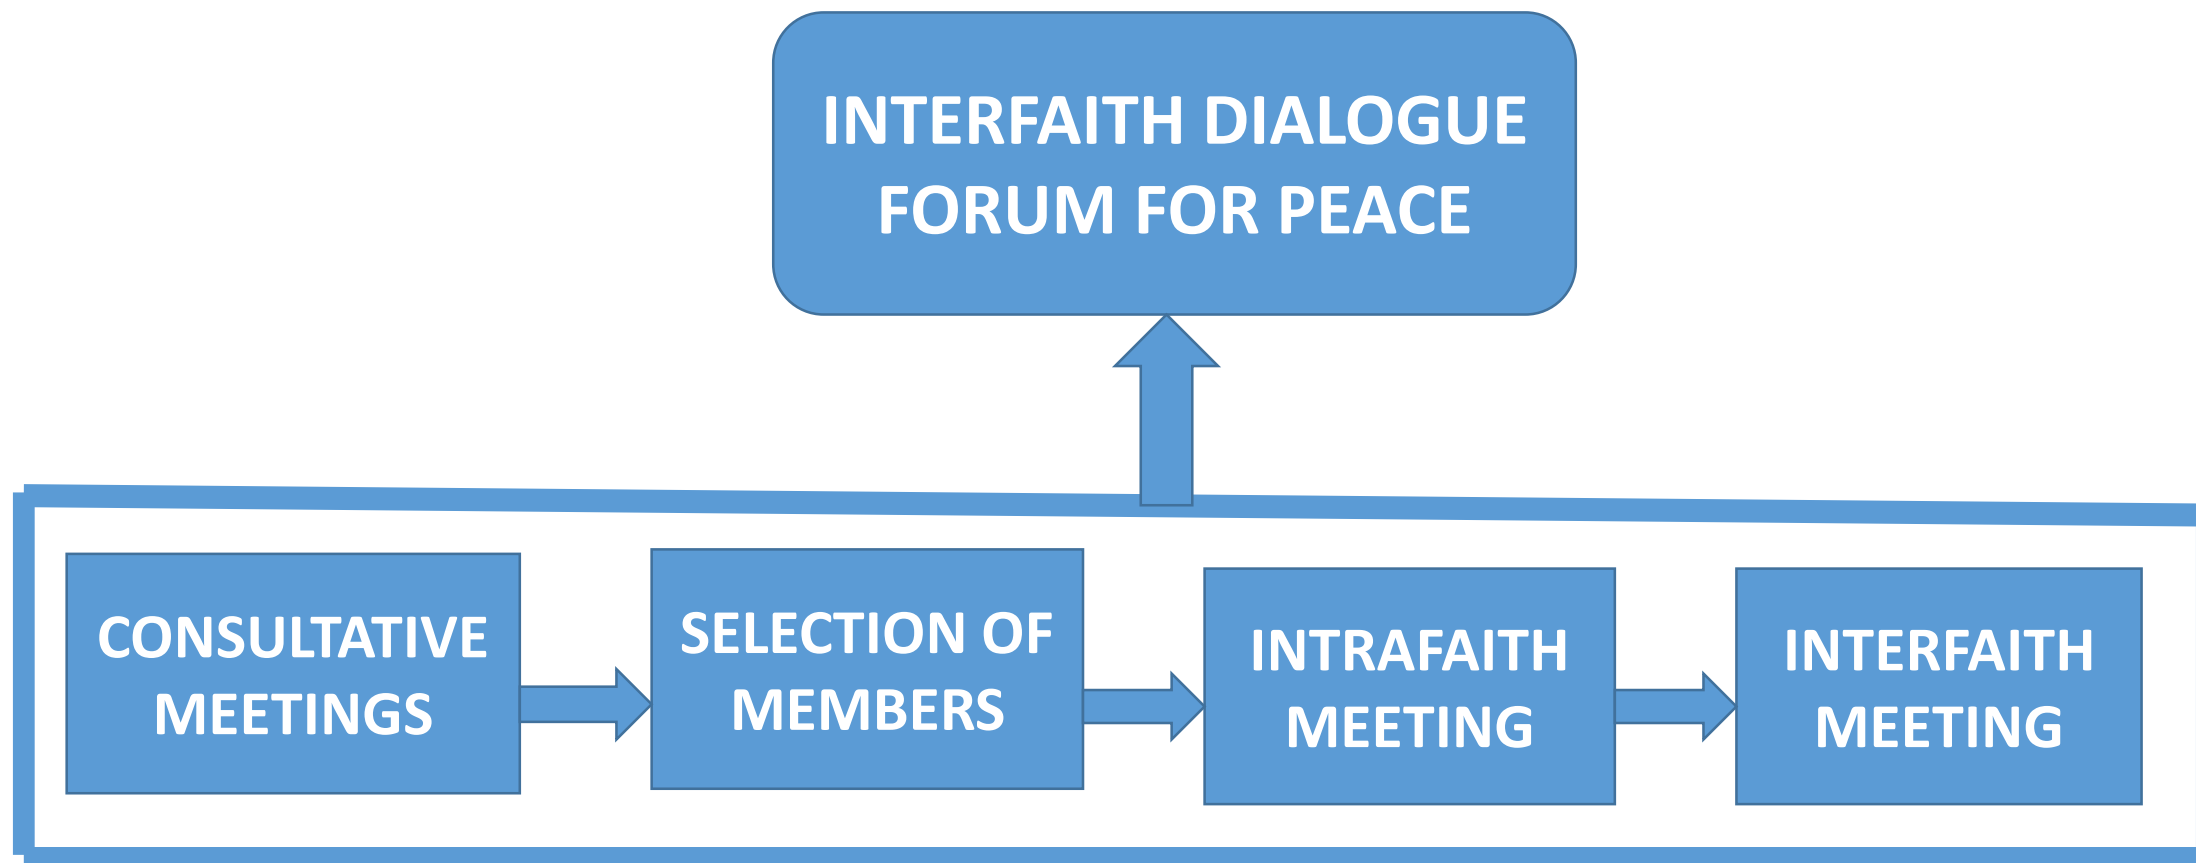 INTERFAITH DIALOGUE
FORUM FOR PEACE
CONSULTATIVE
MEETINGS
SELECTION OF
MEMBERS
INTRAFAITH
MEETING
INTERFAITH
MEETING